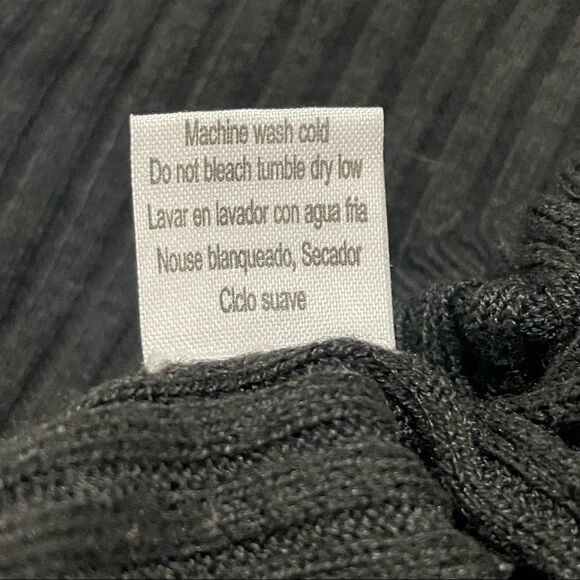 Machine wash cold
Do not bleach tumble dry low
Lavar en lavador con agua fria
Nouse blanqueado, Secador
Ciclo suave